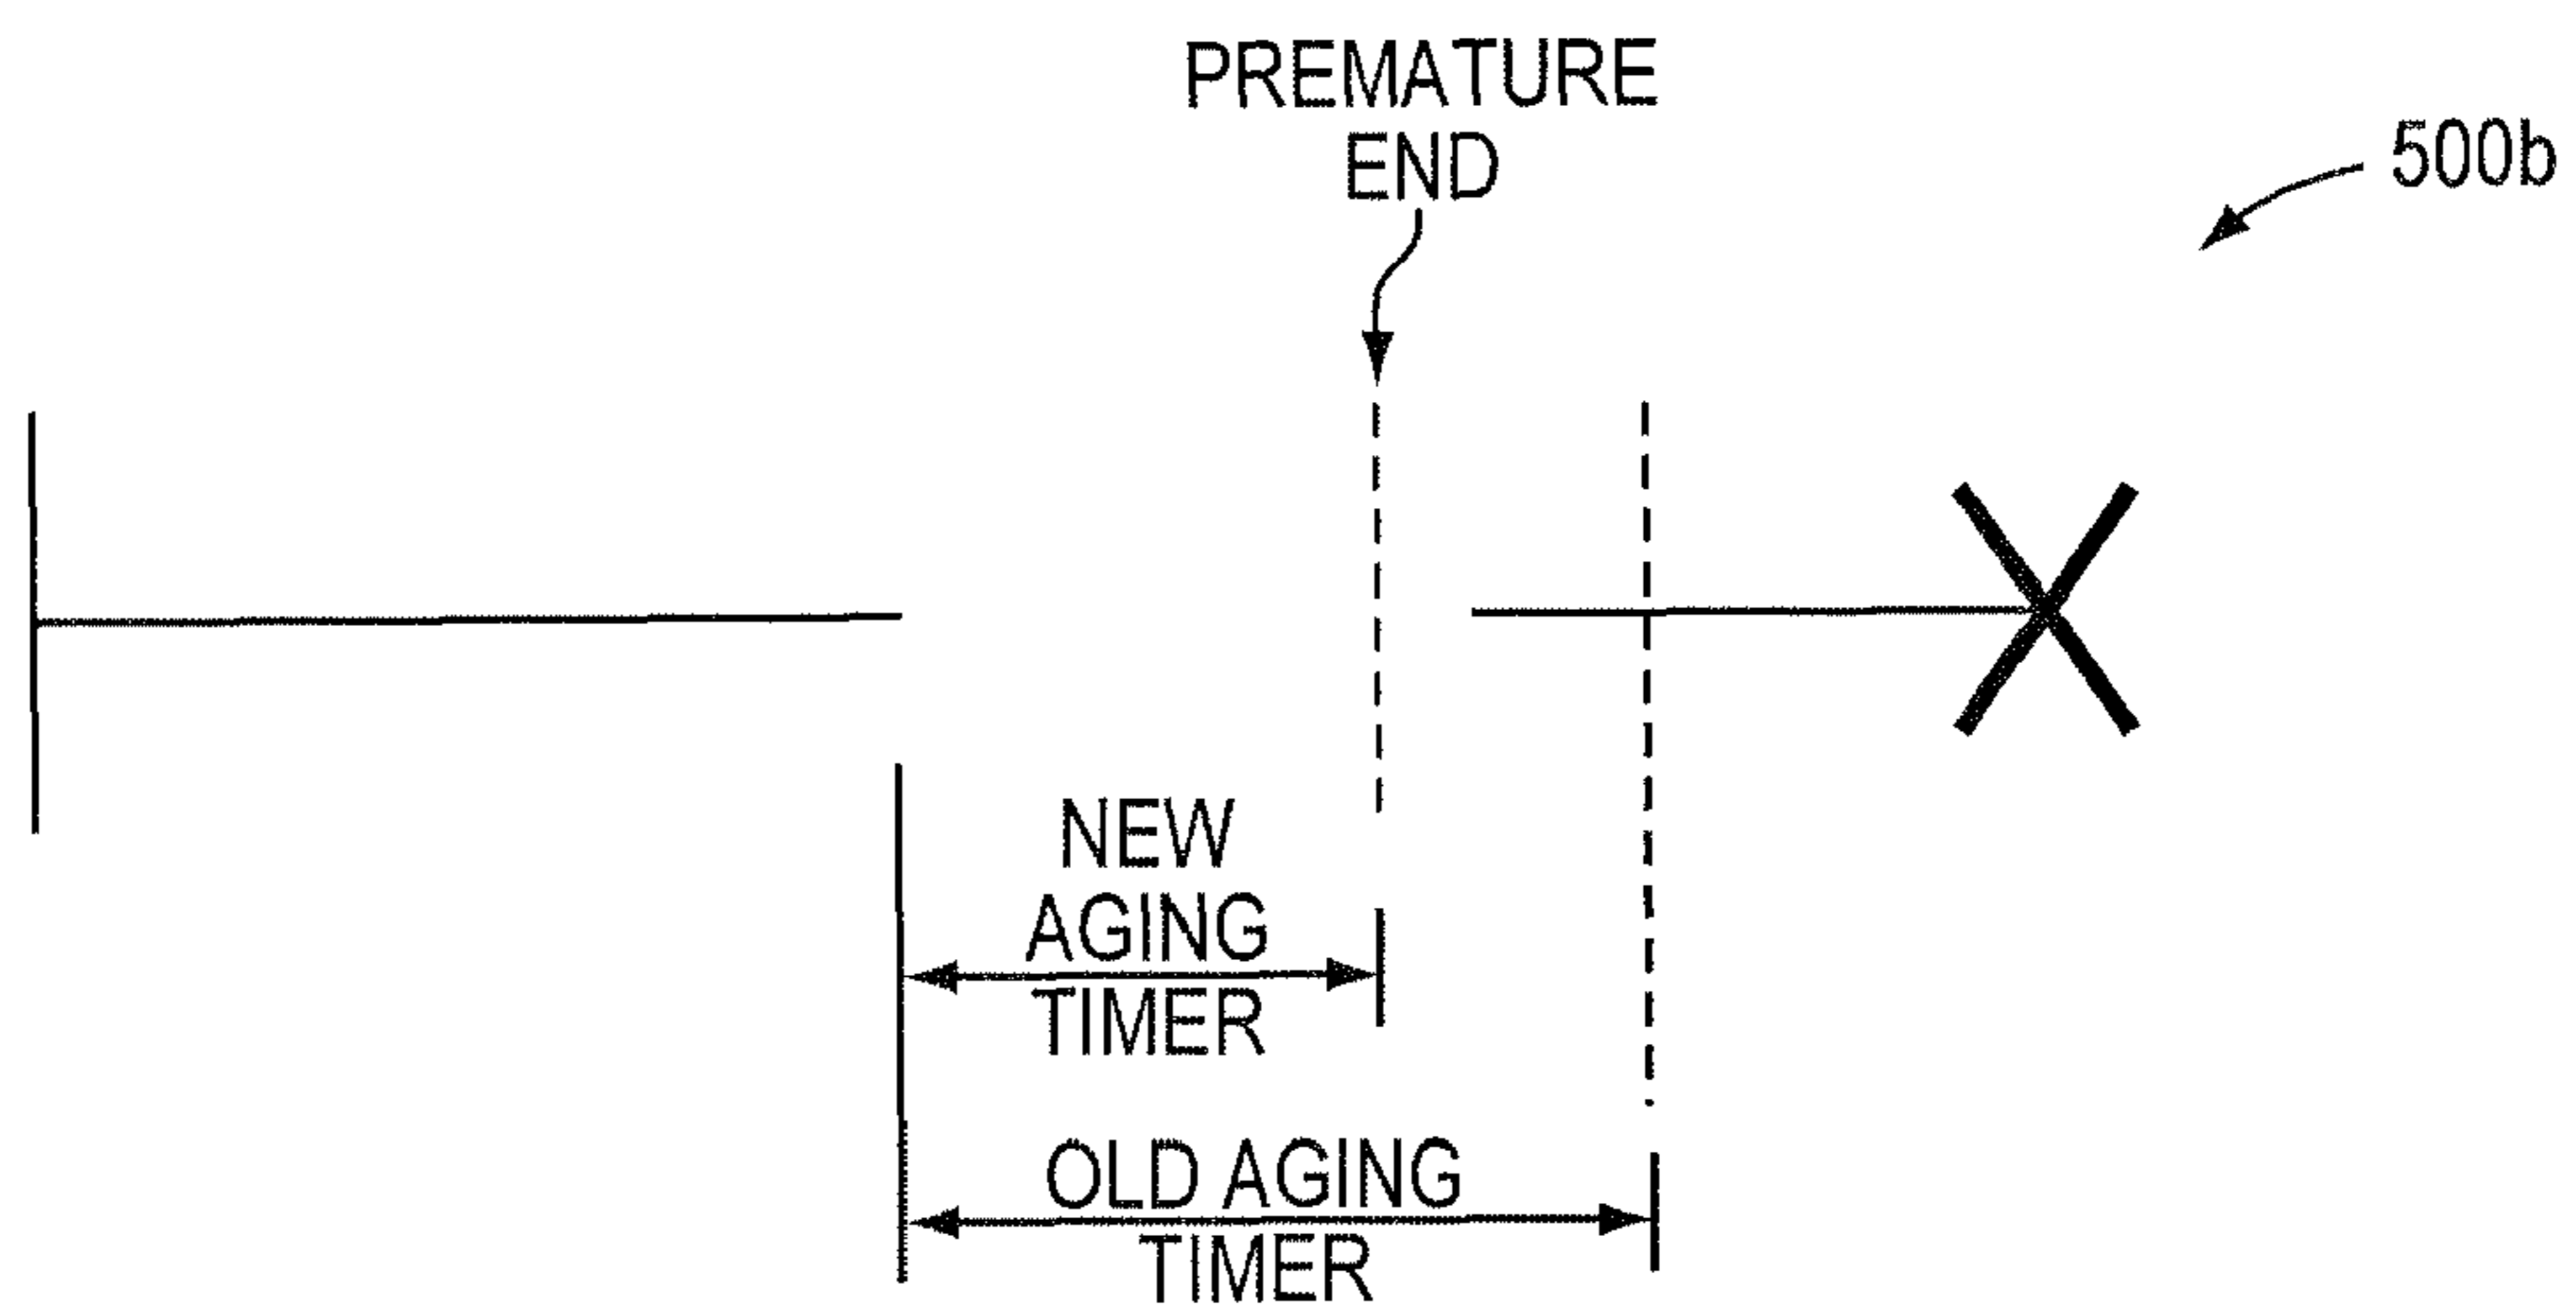 PREMATURE
END
500b
NEW
AGING
TIMER
OLD AGING
TIMER